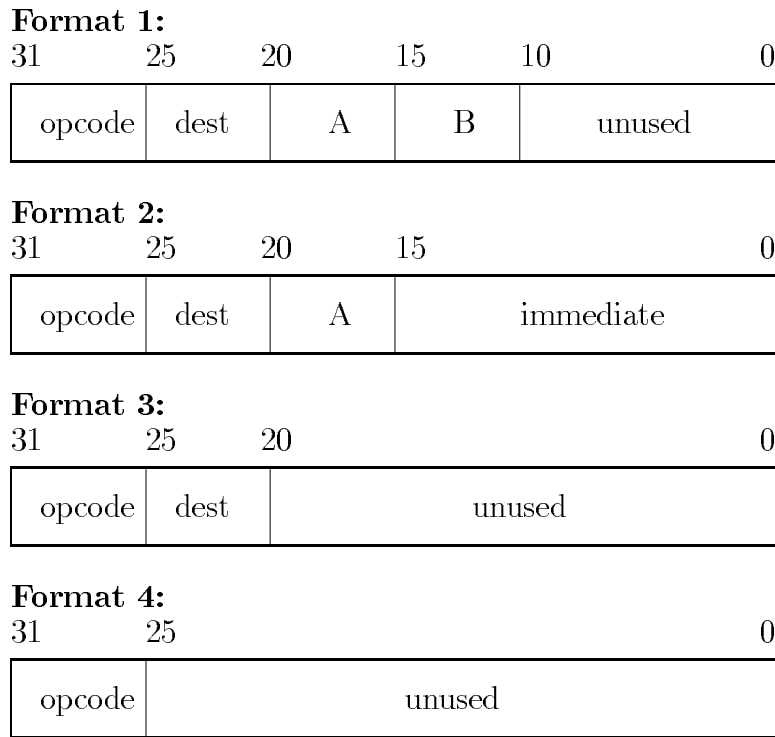 Format 1:
31 25 20 15 10 0
opcode dest A B unused
Format 2:
31 25 20 15 0
opcode dest A immediate
Format 3:
31 25 20 0
opcode dest unused
Format 4:
31 25 0
opcode unused